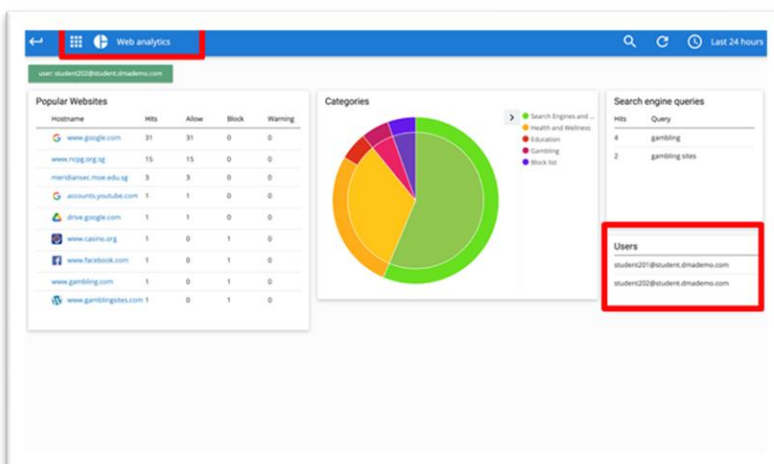 Web analytics
Last 24 hours
user: student202@student.dmademo.com
Popular Websites
Hostname Hits Allow Block Warning
www.google.com 31 31 0 0
www.ncpg.org.sg 15 15 0 0
meridiansec.moe.edu.sg 3 3 0 0
accounts.youtube.com 1 1 0 0
drive.google.com 1 1 0 0
www.casino.org 1 0 1 0
www.facebook.com 1 0 1 0
www.gambling.com 1 0 1 0
www.gamblingsites.com 1 0 1 0
Categories
Search Engines and ...
Health and Wellness
Education
Gambling
Block list
Search engine queries
Hits Query
4 gambling
2 gambling sites
Users
student201@student.dmademo.com
student202@student.dmademo.com